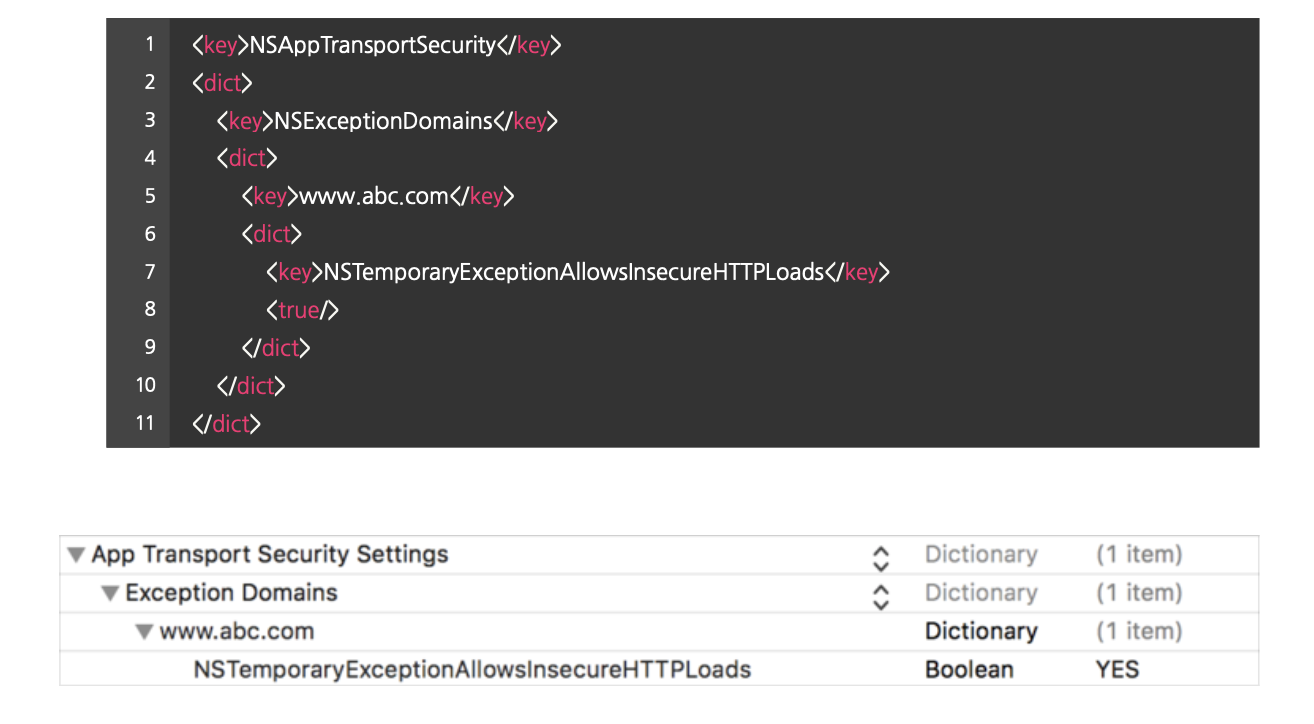 1 <key>NSAppTransportSecurity</key>
2 <dict>
3 <key>NSExceptionDomains</key>
4 <dict>
5 <key>www.abc.com</key>
6 <dict>
7 <key>NSTemporaryExceptionAllowsInsecureHTTPLoads</key>
8 <true/>
9 </dict>
10 </dict>
11 </dict>
App Transport Security Settings Dictionary (1 item)
Exception Domains Dictionary (1 item)
www.abc.com Dictionary (1 item)
NSTemporaryExceptionAllowsInsecureHTTPLoads Boolean YES